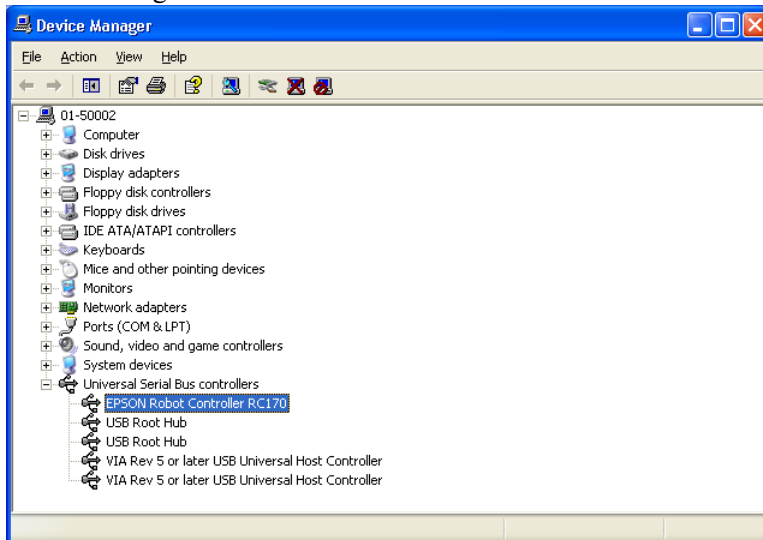 Device Manager
File Action View Help
01-50002
Computer
Disk drives
Display adapters
Floppy disk controllers
Floppy disk drives
IDE ATA/ATAPI controllers
Keyboards
Mice and other pointing devices
Monitors
Network adapters
Ports (COM & LPT)
Sound, video and game controllers
System devices
Universal Serial Bus controllers
EPSON Robot Controller RC170
USB Root Hub
USB Root Hub
VIA Rev 5 or later USB Universal Host Controller
VIA Rev 5 or later USB Universal Host Controller